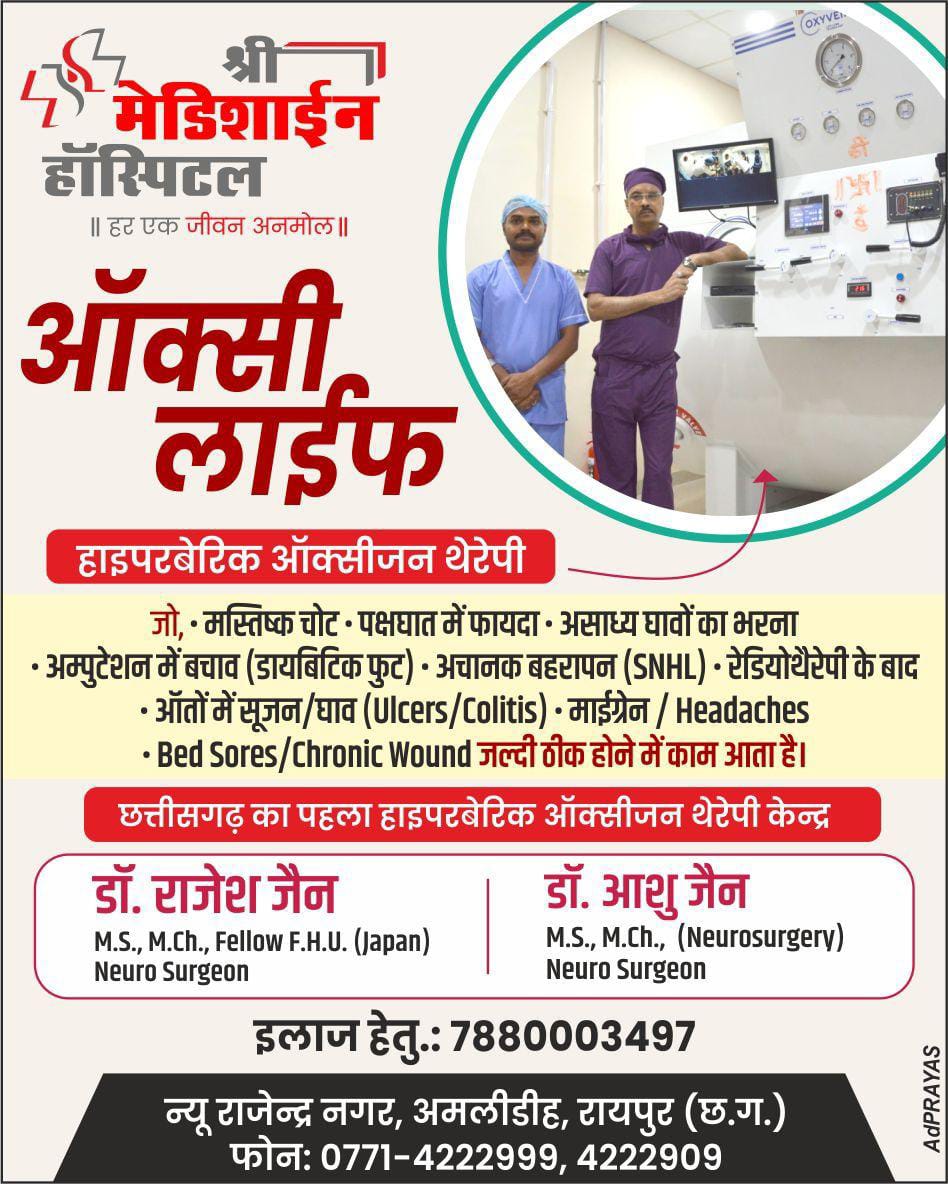 श्री
मेडिशाईन
हॉस्पिटल
॥ हर एक जीवन अनमोल॥
OXYVEN
ऑक्सी
लाईफ
हाइपरबेरिक ऑक्सीजन थेरेपी
जो, • मस्तिष्क चोट • पक्षघात में फायदा • असाध्य घावों का भरना
• अम्पुटेशन में बचाव (डायबिटिक फुट) • अचानक बहरापन (SNHL) • रेडियोथैरेपी के बाद
• ऑतों में सूजन/घाव (Ulcers/Colitis) • माईग्रेन / Headaches
• Bed Sores/Chronic Wound जल्दी ठीक होने में काम आता है।
छत्तीसगढ़ का पहला हाइपरबेरिक ऑक्सीजन थेरेपी केन्द्र
डॉ. राजेश जैन
M.S., M.Ch., Fellow F.H.U. (Japan)
Neuro Surgeon
डॉ. आशु जैन
M.S., M.Ch., (Neurosurgery)
Neuro Surgeon
इलाज हेतु.: 7880003497
न्यू राजेन्द्र नगर, अमलीडीह, रायपुर (छ.ग.)
फोन: 0771-4222999, 4222909
AdPRAYAS